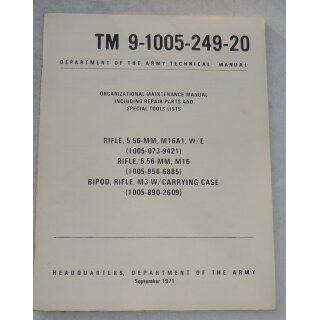 TM 9-1005-249-20
DEPARTMENT OF THE ARMY TECHNICAL MANUAL
ORGANIZATIONAL MAINTENANCE MANUAL
INCLUDING REPAIR PARTS AND
SPECIAL TOOLS LISTS
RIFLE, 5.56-MM, M16A1, W/E
(1005-073-9421)
RIFLE, 5.56-MM, M16
(1005-856-6885)
BIPOD, RIFLE, M3 W/CARRYING CASE
(1005-890-2609)
HEADQUARTERS, DEPARTMENT OF THE ARMY
September 1971